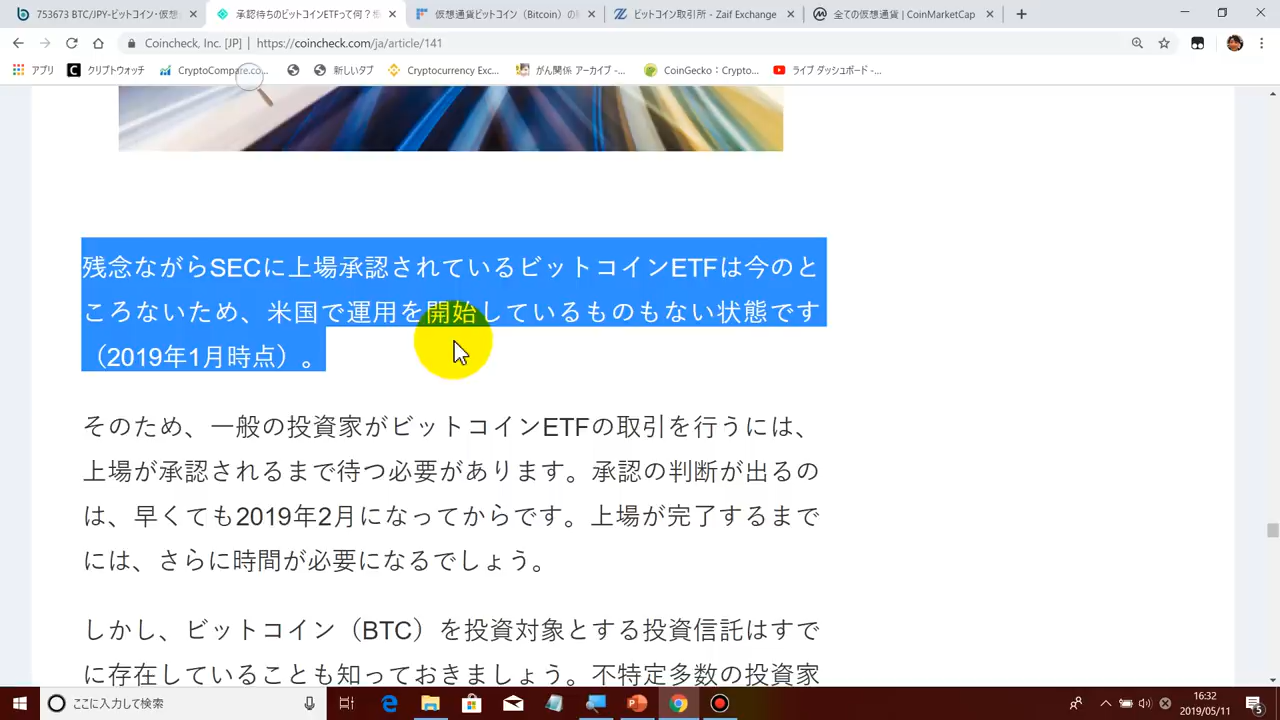 753673 BTC/JPY-ビットコイン・仮想
承認待ちのビットコインETFって何？根
仮想通貨ビットコイン（Bitcoin）の
ビットコイン取引所 - Zaif Exchange
全ての仮想通貨 | CoinMarketCap
Coincheck, Inc. [JP] | https://coincheck.com/ja/article/141
アプリ
クリプトウォッチ
CryptoCompare.co...
新しいタブ
Cryptocurrency Exc...
がん関係 アーカイブ -...
CoinGecko：Crypto...
ライブ ダッシュボード -...
残念ながらSECに上場承認されているビットコインETFは今のと
ころないため、米国で運用を開始しているものもない状態です
（2019年1月時点）。
そのため、一般の投資家がビットコインETFの取引を行うには、
上場が承認されるまで待つ必要があります。承認の判断が出るの
は、早くても2019年2月になってからです。上場が完了するまで
には、さらに時間が必要になるでしょう。
しかし、ビットコイン（BTC）を投資対象とする投資信託はすで
に存在していることも知っておきましょう。不特定多数の投資家
ここに入力して検索
16:32
2019/05/11
5